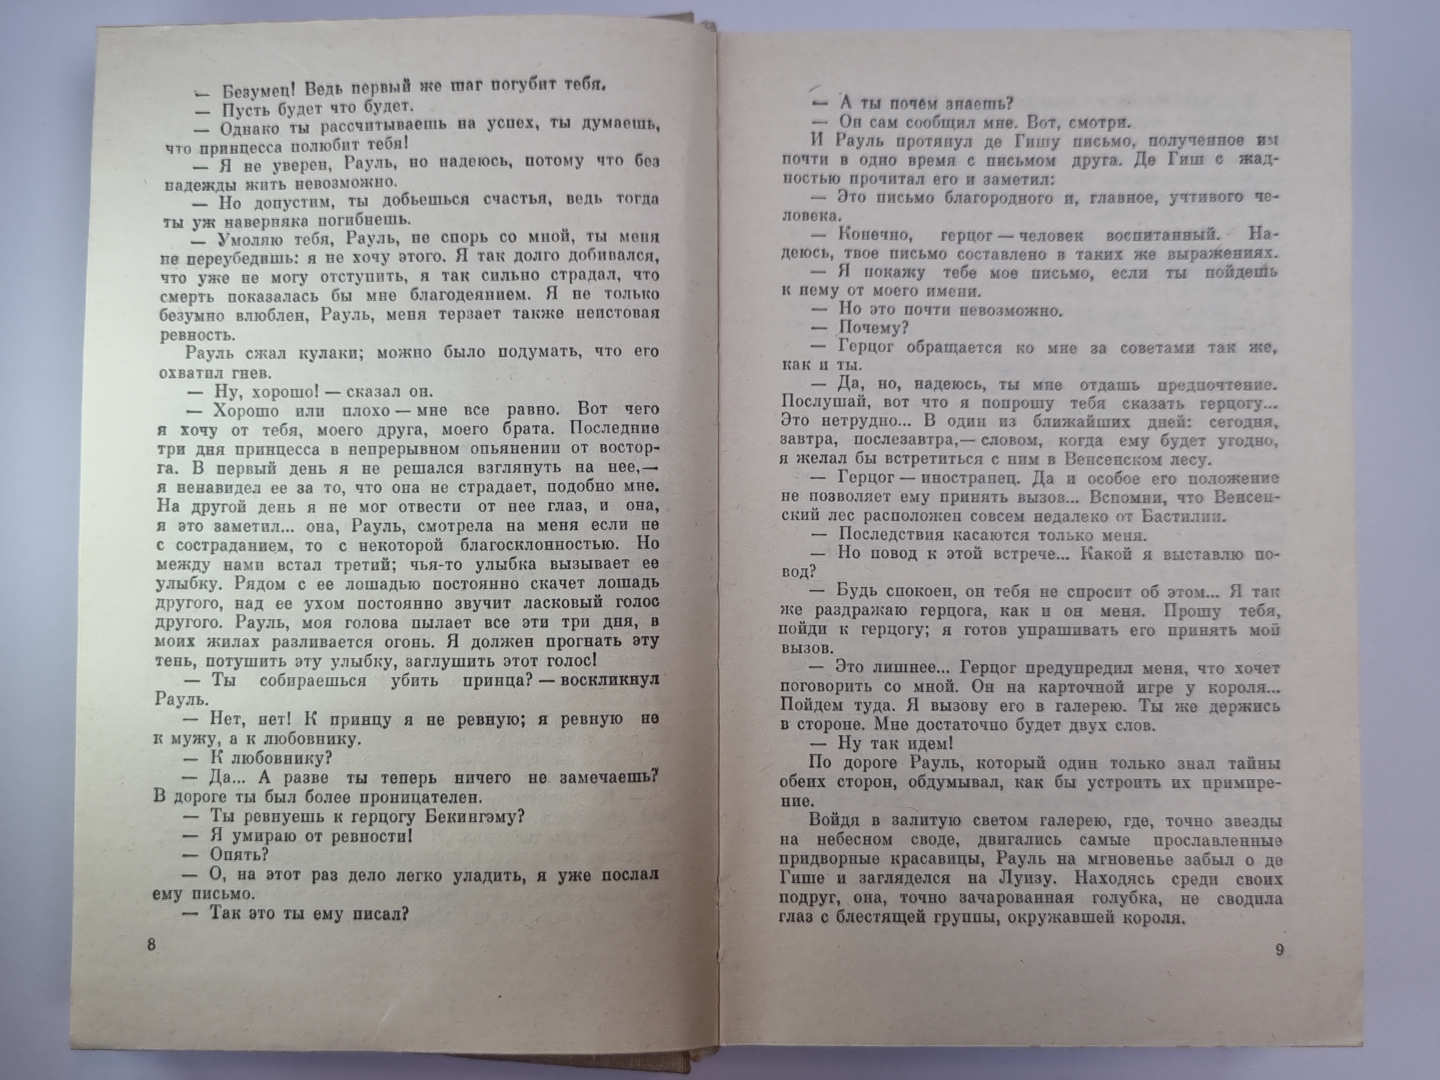 — Безумец! Ведь первый же шаг погубит тебя.
— Пусть будет что будет.
— Однако ты рассчитываешь на успех, ты думаешь,
что принцесса полюбит тебя!
— Я не уверен, Рауль, но надеюсь, потому что без
надежды жить невозможно.
— Но допустим, ты добьешься счастья, ведь тогда
ты уж наверняка погибнешь.
— Умоляю тебя, Рауль, не спорь со мной, ты меня
не переубедишь: я не хочу этого. Я так долго добивался,
что уже не могу отступить, я так сильно страдал, что
смерть показалась бы мне благодеянием. Я не только
безумно влюблен, Рауль, меня терзает также неистовая
ревность.
Рауль сжал кулаки; можно было подумать, что его
охватил гнев.
— Ну, хорошо! — сказал он.
— Хорошо или плохо — мне все равно. Вот чего
я хочу от тебя, моего друга, моего брата. Последние
три дня принцесса в непрерывном опьянении от востор-
га. В первый день я не решался взглянуть на нее,—
я ненавидел ее за то, что она не страдает, подобно мне.
На другой день я не мог отвести от нее глаз, и она,
я это заметил... она, Рауль, смотрела на меня если не
с состраданием, то с некоторой благосклонностью. Но
между нами встал третий; чья-то улыбка вызывает ее
улыбку. Рядом с ее лошадью постоянно скачет лошадь
другого, над ее ухом постоянно звучит ласковый голос
другого. Рауль, моя голова пылает все эти три дня, в
моих жилах разливается огонь. Я должен прогнать эту
тень, потушить эту улыбку, заглушить этот голос!
— Ты собираешься убить принца? — воскликнул
Рауль.
— Нет, нет! К принцу я не ревную; я ревную не
к мужу, а к любовнику.
— К любовнику?
— Да... А разве ты теперь ничего не замечаешь?
В дороге ты был более проницателен.
— Ты ревнуешь к герцогу Бекингэму?
— Я умираю от ревности!
— Опять?
— О, на этот раз дело легко уладить, я уже послал
ему письмо.
— Так это ты ему писал?
8
— А ты почем знаешь?
— Он сам сообщил мне. Вот, смотри.
И Рауль протянул де Гишу письмо, полученное им
почти в одно время с письмом друга. Де Гиш с жад-
ностью прочитал его и заметил:
— Это письмо благородного и, главное, учтивого че-
ловека.
— Конечно, герцог — человек воспитанный. На-
деюсь, твое письмо составлено в таких же выражениях.
— Я покажу тебе мое письмо, если ты пойдешь
к нему от моего имени.
— Но это почти невозможно.
— Почему?
— Герцог обращается ко мне за советами так же,
как и ты.
— Да, но, надеюсь, ты мне отдашь предпочтение.
Послушай, вот что я попрошу тебя сказать герцогу...
Это нетрудно... В один из ближайших дней: сегодня,
завтра, послезавтра,— словом, когда ему будет угодно,
я желал бы встретиться с ним в Венсенском лесу.
— Герцог — иностранец. Да и особое его положение
не позволяет ему принять вызов... Вспомни, что Венсен-
ский лес расположен совсем недалеко от Бастилии.
— Последствия касаются только меня.
— Но повод к этой встрече... Какой я выставлю по-
вод?
— Будь спокоен, он тебя не спросит об этом... Я так
же раздражаю герцога, как и он меня. Прошу тебя,
пойди к герцогу; я готов упрашивать его принять мой
вызов.
— Это лишнее... Герцог предупредил меня, что хочет
поговорить со мной. Он на карточной игре у короля...
Пойдем туда. Я вызову его в галерею. Ты же держись
в стороне. Мне достаточно будет двух слов.
— Ну так идем!
По дороге Рауль, который один только знал тайны
обеих сторон, обдумывал, как бы устроить их примире-
ние.
Войдя в залитую светом галерею, где, точно звезды
на небесном своде, двигались самые прославленные
придворные красавицы, Рауль на мгновенье забыл о де
Гише и загляделся на Луизу. Находясь среди своих
подруг, она, точно зачарованная голубка, не сводила
глаз с блестящей группы, окружавшей короля.
9